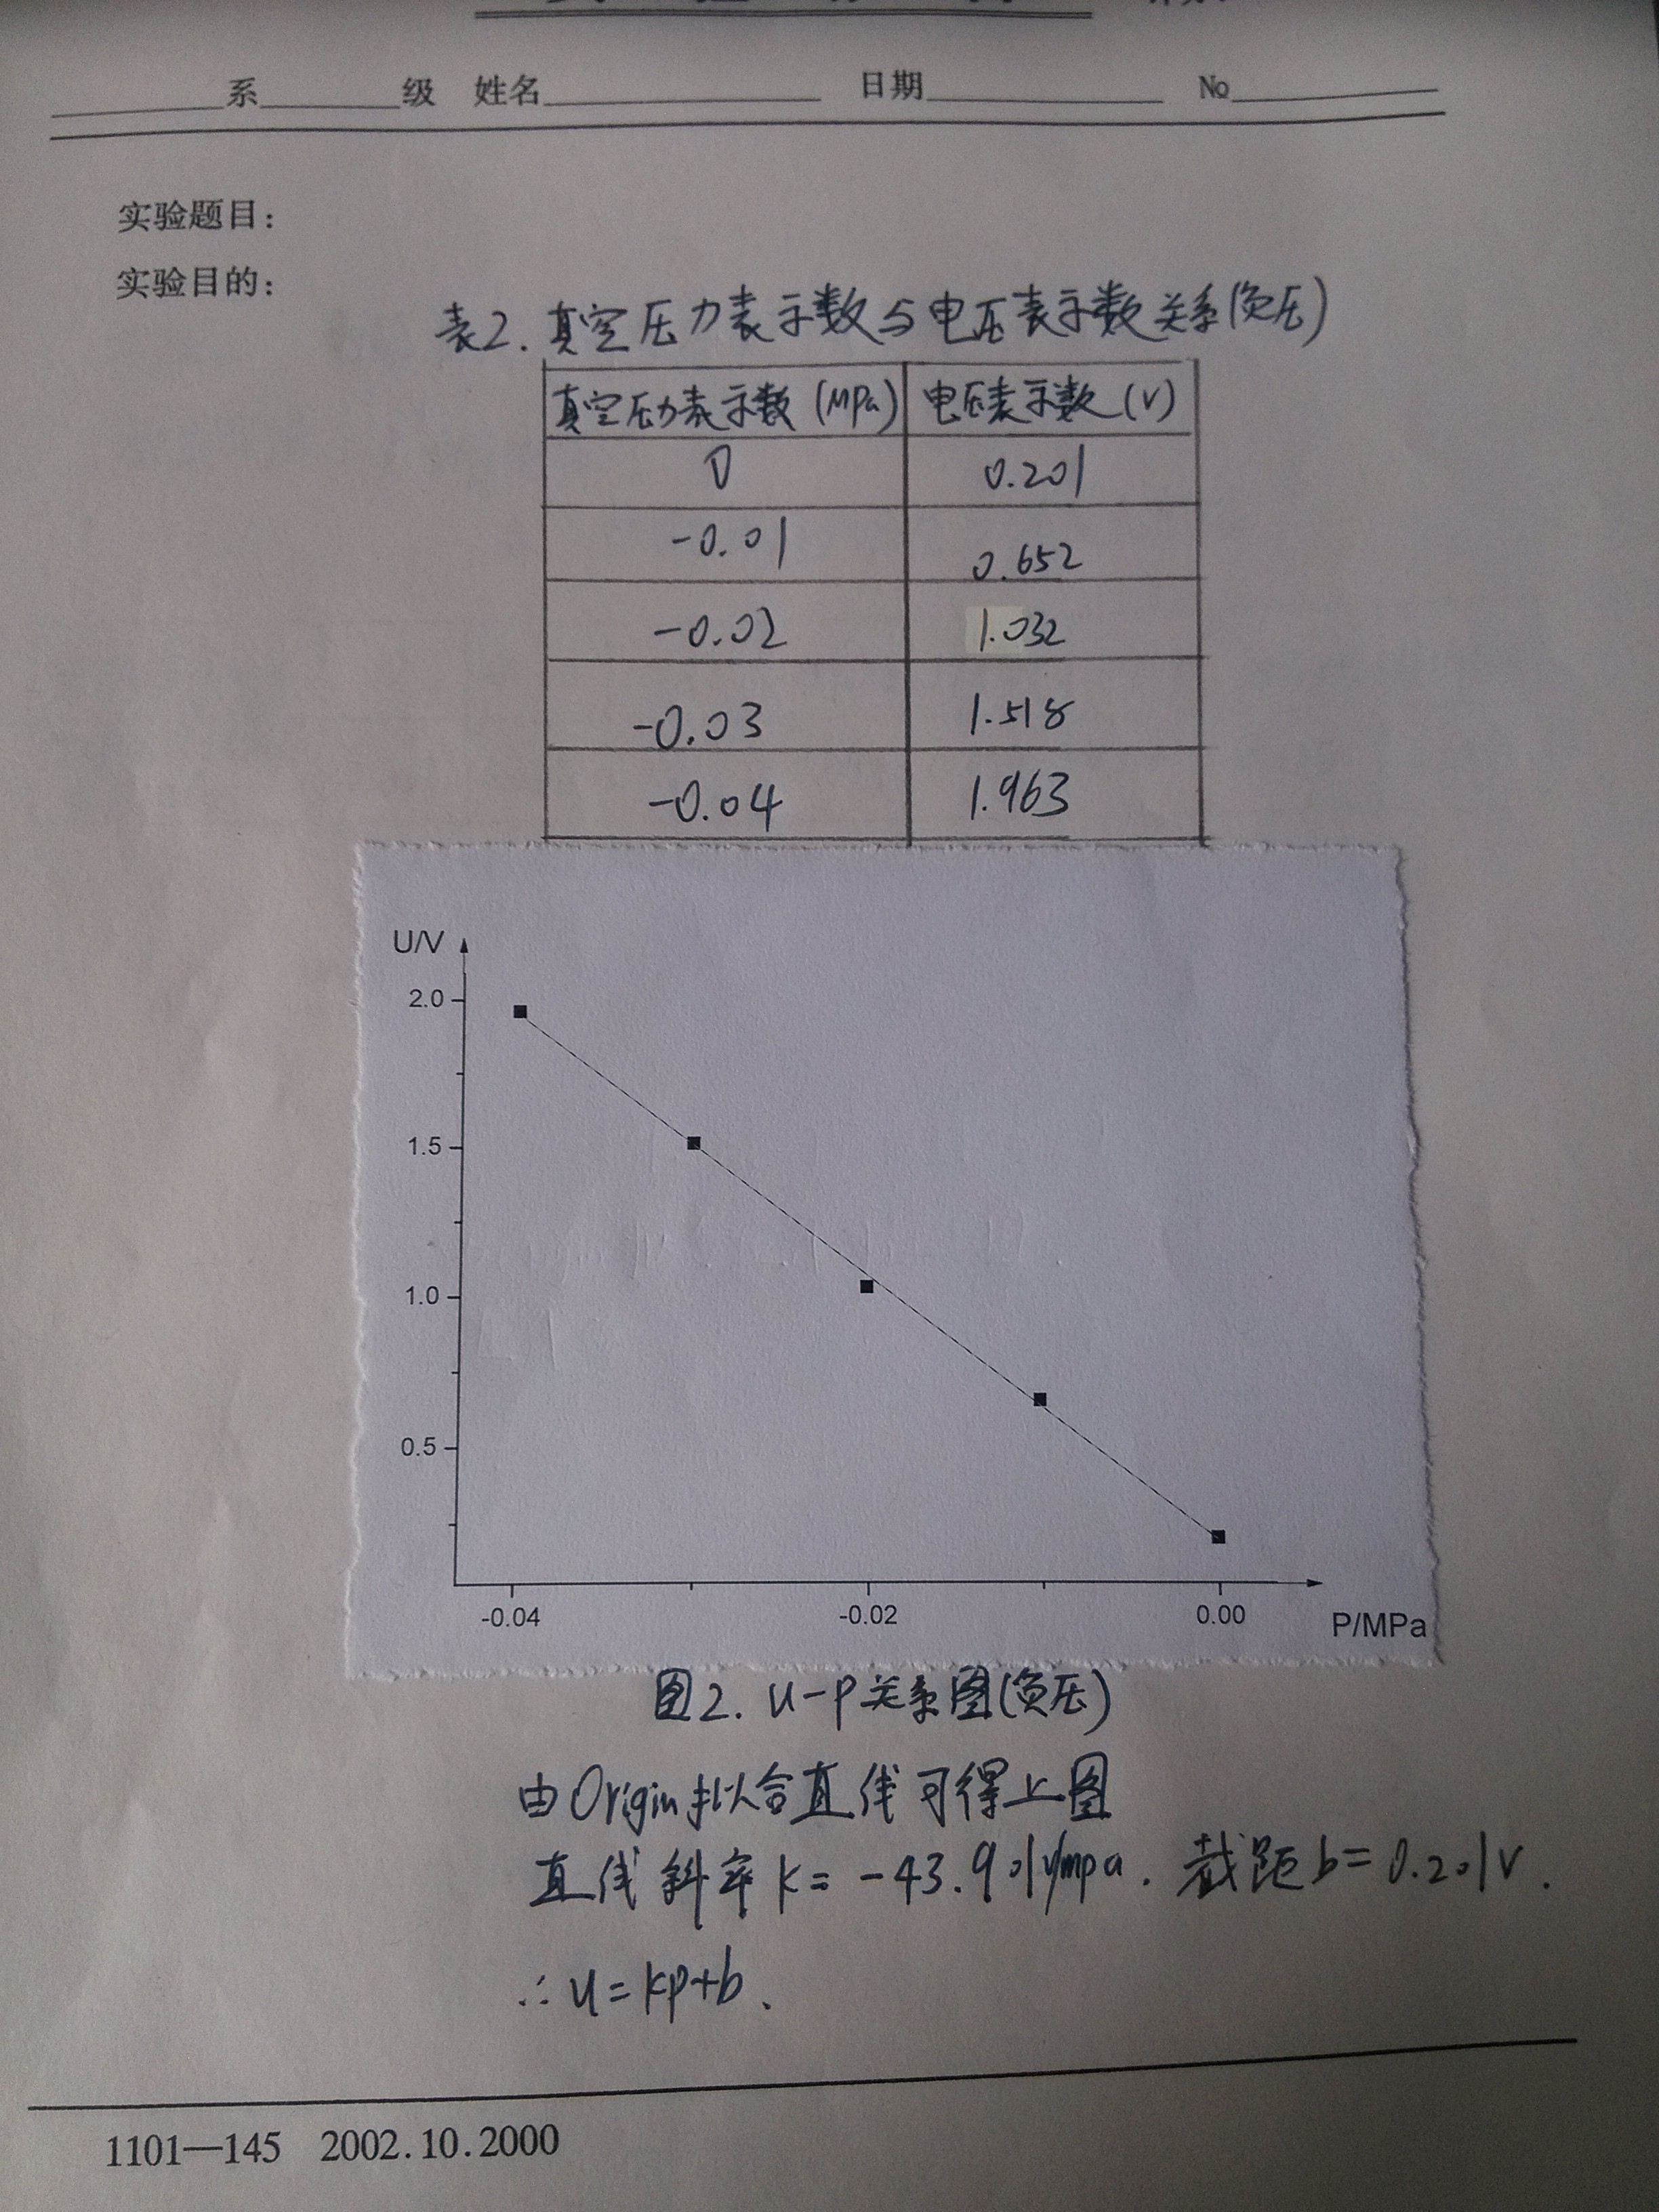 系 级 姓名 日期 №
实验题目:
实验目的:
表2.真空压力表示数与电压表示数关系(负压)
真空压力表示数(MPa) 电压表示数(V)
0 0.201
-0.01 0.652
-0.02 1.032
-0.03 1.518
-0.04 1.963
U/V
2.0
1.5
1.0
0.5
-0.04 -0.02 0.00 P/MPa
图2. U-P关系图(负压)
由Origin拟合直线可得上图
直线斜率k=-43.901V/mpa. 截距b=0.201V.
∴U=kp+b.
1101—145 2002.10.2000